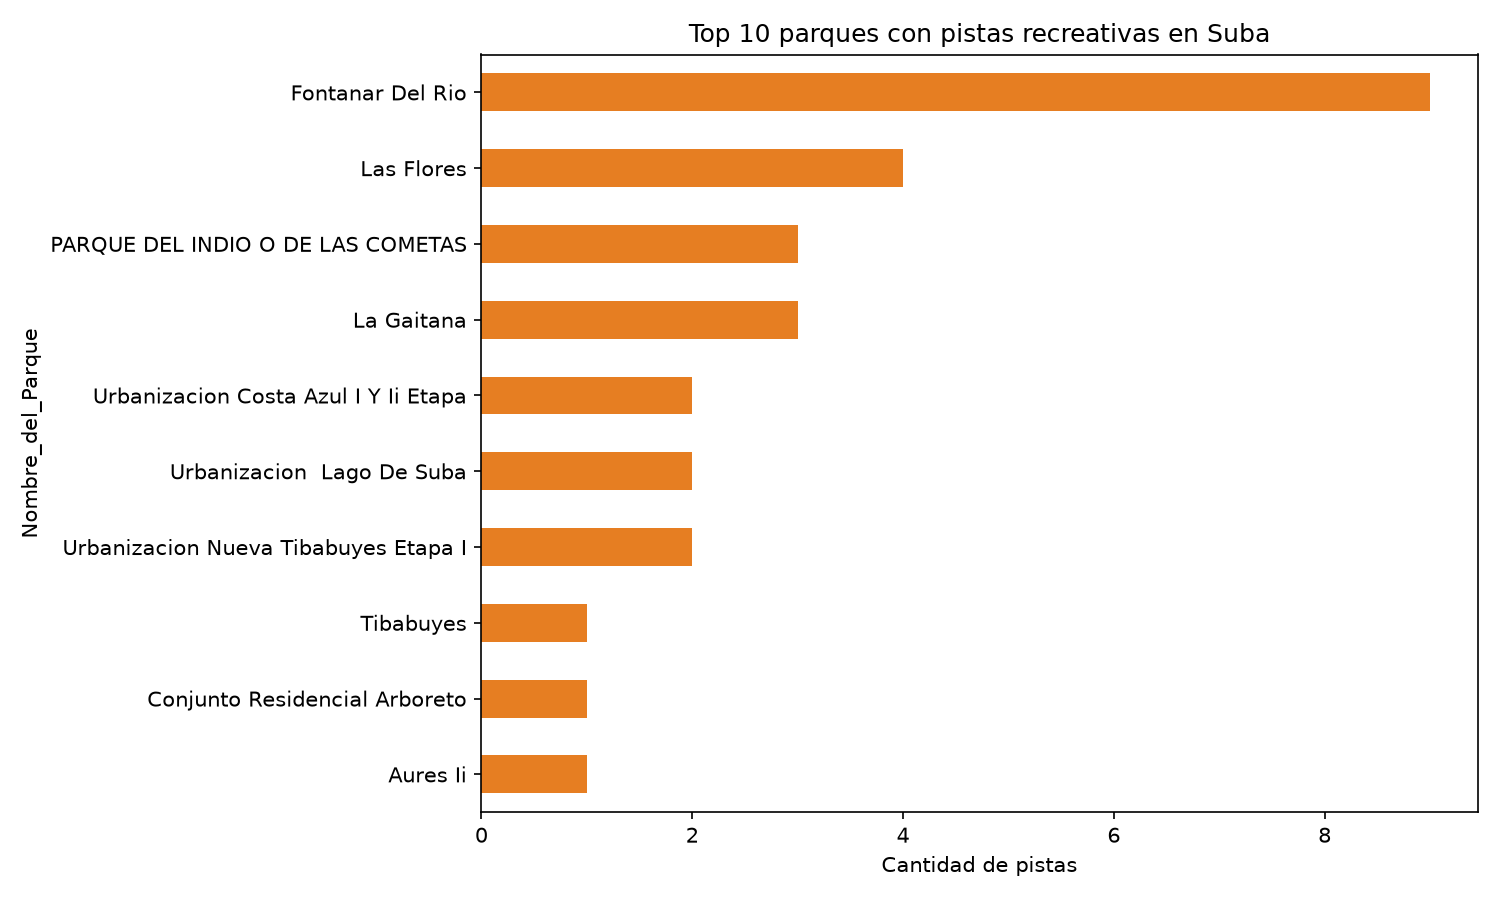 Top 10 parques con pistas recreativas en Suba
Nombre_del_Parque
Fontanar Del Rio
Las Flores
PARQUE DEL INDIO O DE LAS COMETAS
La Gaitana
Urbanizacion Costa Azul I Y Ii Etapa
Urbanizacion  Lago De Suba
Urbanizacion Nueva Tibabuyes Etapa I
Tibabuyes
Conjunto Residencial Arboreto
Aures Ii
0 2 4 6 8
Cantidad de pistas